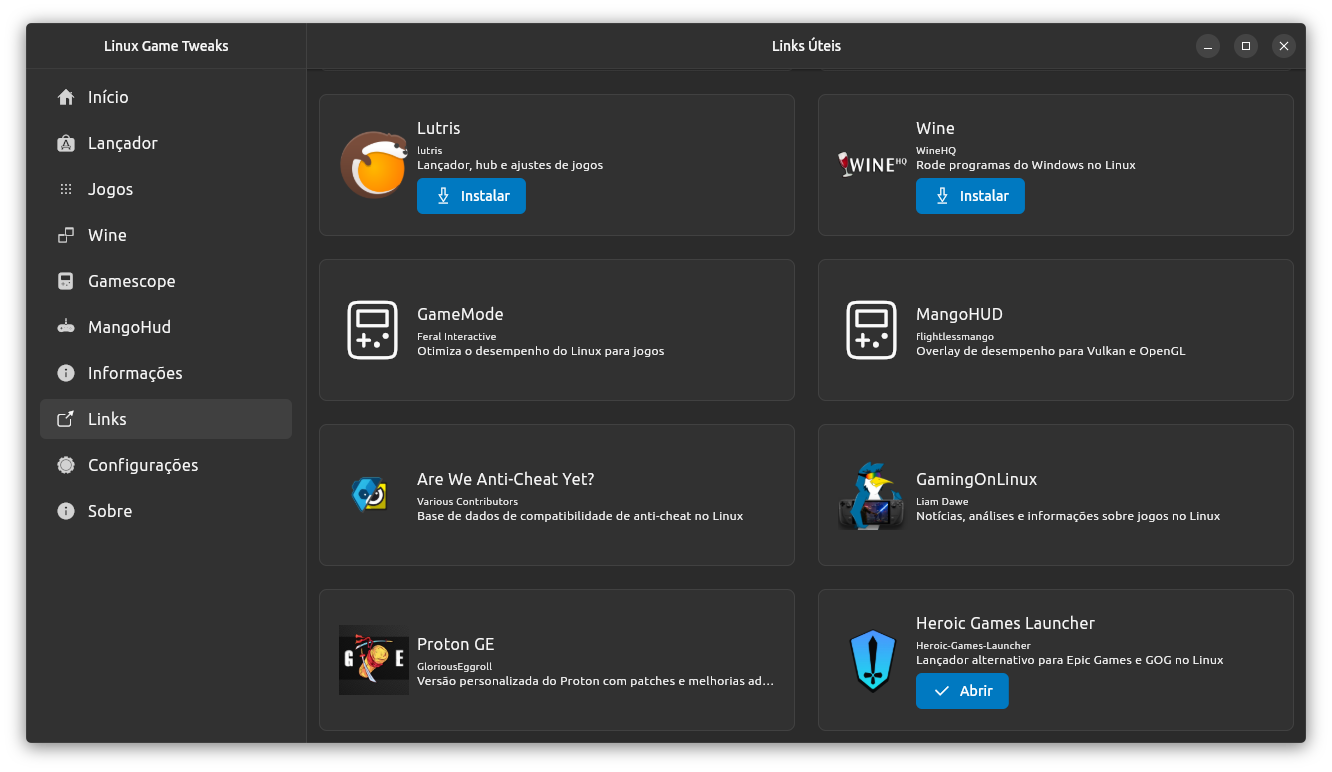 Linux Game Tweaks
Links Úteis
Início
Lançador
Jogos
Wine
Gamescope
MangoHud
Informações
Links
Configurações
Sobre
Lutris
lutris
Lançador, hub e ajustes de jogos
Instalar
WINE HQ
Wine
WineHQ
Rode programas do Windows no Linux
Instalar
GameMode
Feral Interactive
Otimiza o desempenho do Linux para jogos
MangoHUD
flightlessmango
Overlay de desempenho para Vulkan e OpenGL
Are We Anti-Cheat Yet?
Various Contributors
Base de dados de compatibilidade de anti-cheat no Linux
GamingOnLinux
Liam Dawe
Notícias, análises e informações sobre jogos no Linux
G E
Proton GE
GloriousEggroll
Versão personalizada do Proton com patches e melhorias ad...
Heroic Games Launcher
Heroic-Games-Launcher
Lançador alternativo para Epic Games e GOG no Linux
Abrir